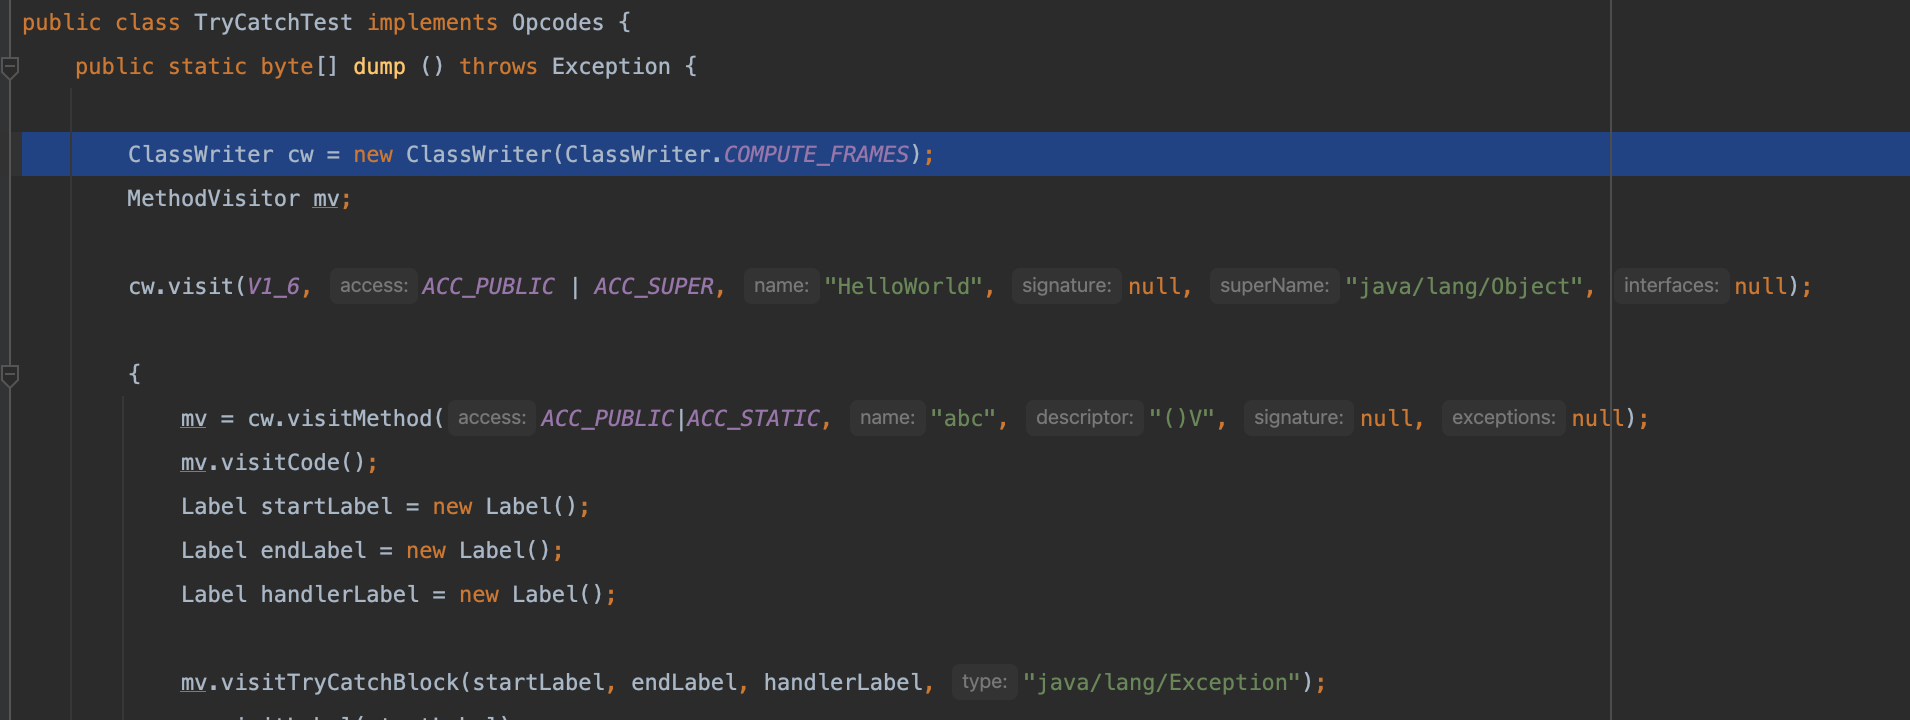 public class TryCatchTest implements Opcodes {
public static byte[] dump () throws Exception {
ClassWriter cw = new ClassWriter(ClassWriter.COMPUTE_FRAMES);
MethodVisitor mv;
cw.visit(V1_6, access: ACC_PUBLIC | ACC_SUPER, name: "HelloWorld", signature: null, superName: "java/lang/Object", interfaces: null);
{
mv = cw.visitMethod( access: ACC_PUBLIC|ACC_STATIC, name: "abc", descriptor: "()V", signature: null, exceptions: null);
mv.visitCode();
Label startLabel = new Label();
Label endLabel = new Label();
Label handlerLabel = new Label();
mv.visitTryCatchBlock(startLabel, endLabel, handlerLabel, type: "java/lang/Exception");